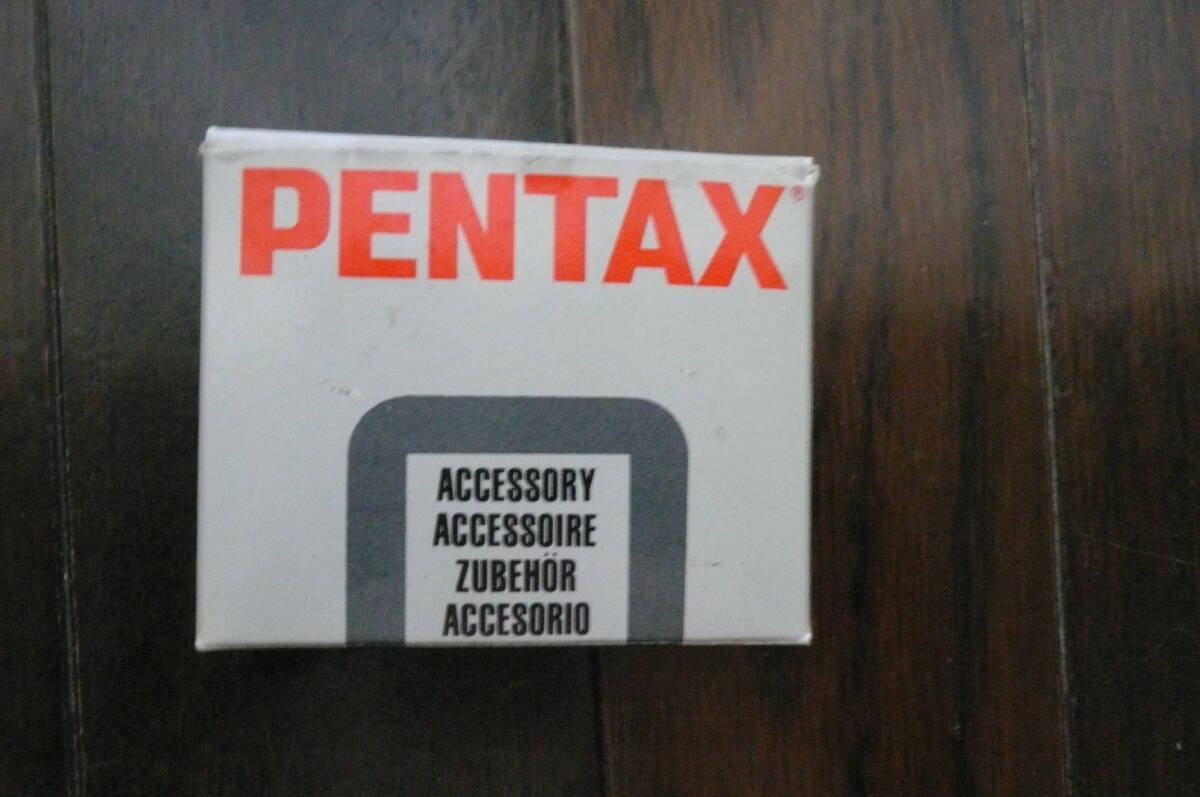 PENTAX®
ACCESSORY
ACCESSOIRE
ZUBEHÖR
ACCESORIO